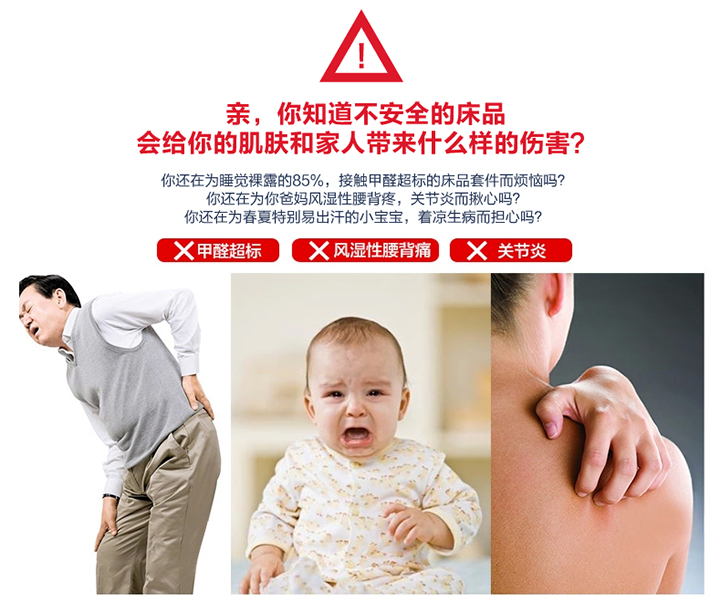 !
亲，你知道不安全的床品
会给你的肌肤和家人带来什么样的伤害？
你还在为睡觉裸露的85%，接触甲醛超标的床品套件而烦恼吗？
你还在为你爸妈风湿性腰背疼，关节炎而揪心吗？
你还在为春夏特别易出汗的小宝宝，着凉生病而担心吗？
甲醛超标 风湿性腰背痛 关节炎